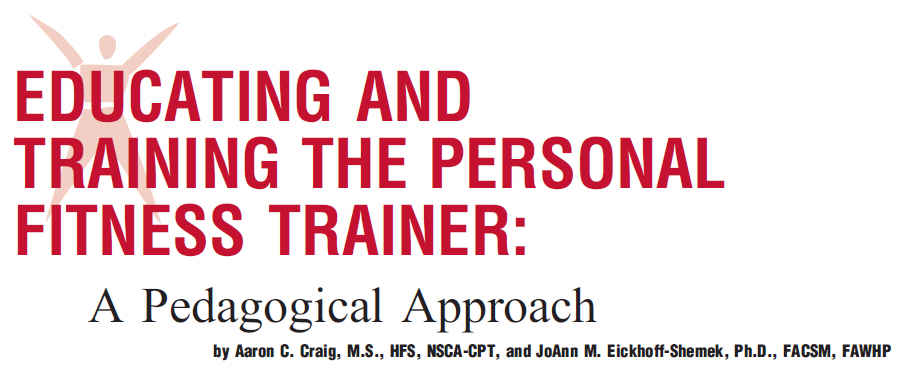 EDUCATING AND
TRAINING THE PERSONAL
FITNESS TRAINER:
A Pedagogical Approach
by Aaron C. Craig, M.S., HFS, NSCA-CPT, and JoAnn M. Eickhoff-Shemek, Ph.D., FACSM, FAWHP